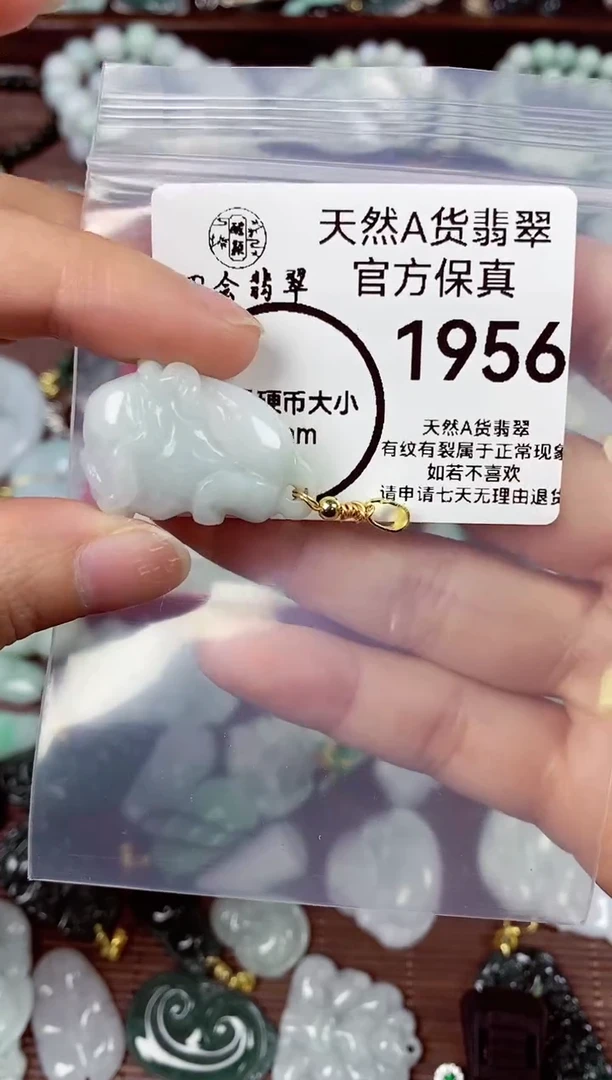 天然A货翡翠
官方保真
会翡翠
1956
硬币大小
m
天然A货翡翠
有纹有裂属于正常现象
如若不喜欢
请申请七天无理由退货